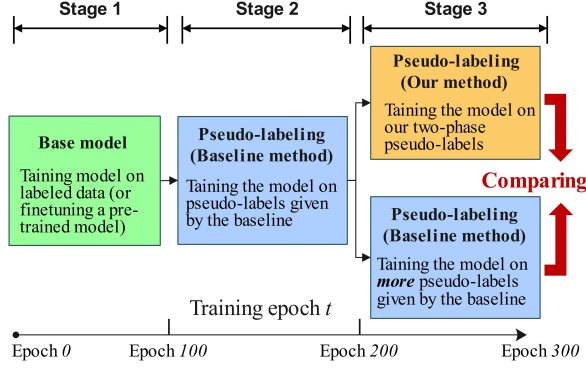 Stage 1
Stage 2
Stage 3
Base model
Taining model on
labeled data (or
finetuning a pre-
trained model)
Pseudo-labeling
(Baseline method)
Taining the model on
pseudo-labels given
by the baseline
Pseudo-labeling
(Our method)
Taining the model on
our two-phase
pseudo-labels
Comparing
Pseudo-labeling
(Baseline method)
Taining the model on
more pseudo-labels
given by the baseline
Training epoch t
Epoch 0
Epoch 100
Epoch 200
Epoch 300